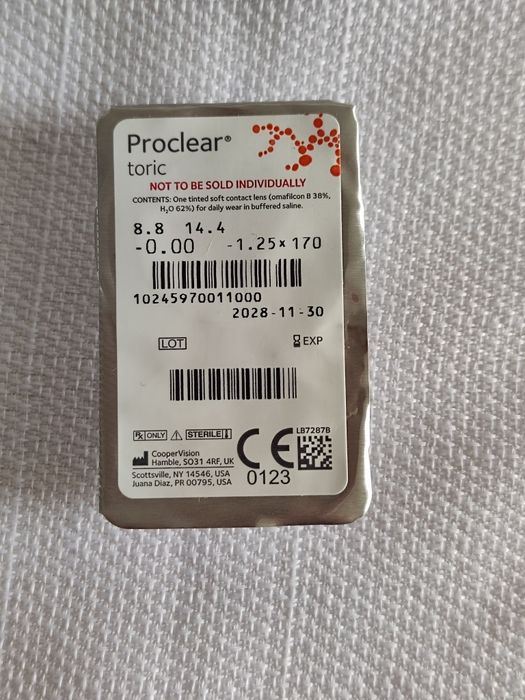 Proclear®
toric
NOT TO BE SOLD INDIVIDUALLY
CONTENTS: One tinted soft contact lens (omafilcon B 38%,
H₂O 62%) for daily wear in buffered saline.
8.8 14.4
-0.00 -1.25x170
10245970011000
2028-11-30
LOT EXP
LB7287B
Rx ONLY STERILE
CooperVision
Hamble, SO31 4RF, UK
Scottsville, NY 14546, USA
Juana Diaz, PR 00795, USA
CE
0123